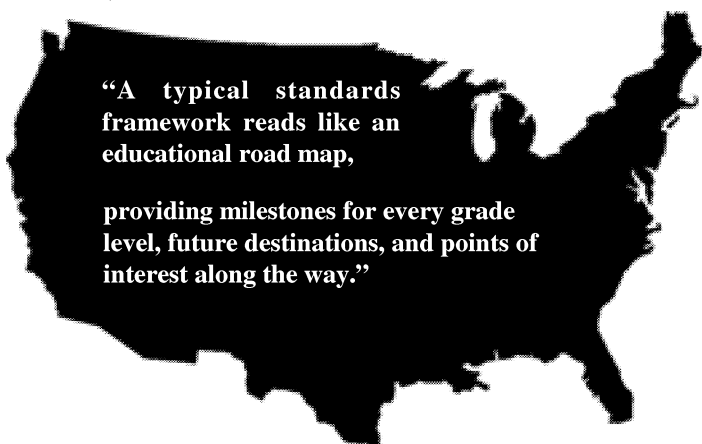 “A typical standards
framework reads like an
educational road map,
providing milestones for every grade
level, future destinations, and points of
interest along the way.”